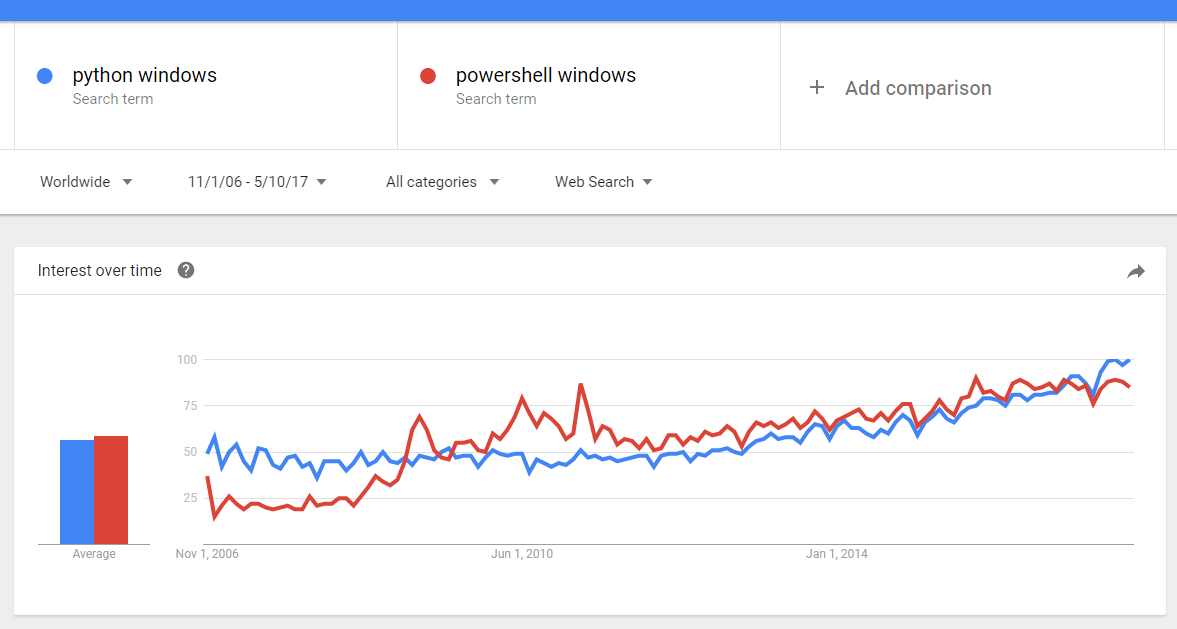 python windows
Search term
powershell windows
Search term
+ Add comparison
Worldwide
11/1/06 - 5/10/17
All categories
Web Search
Interest over time ?
100
75
50
25
Average
Nov 1, 2006
Jun 1, 2010
Jan 1, 2014